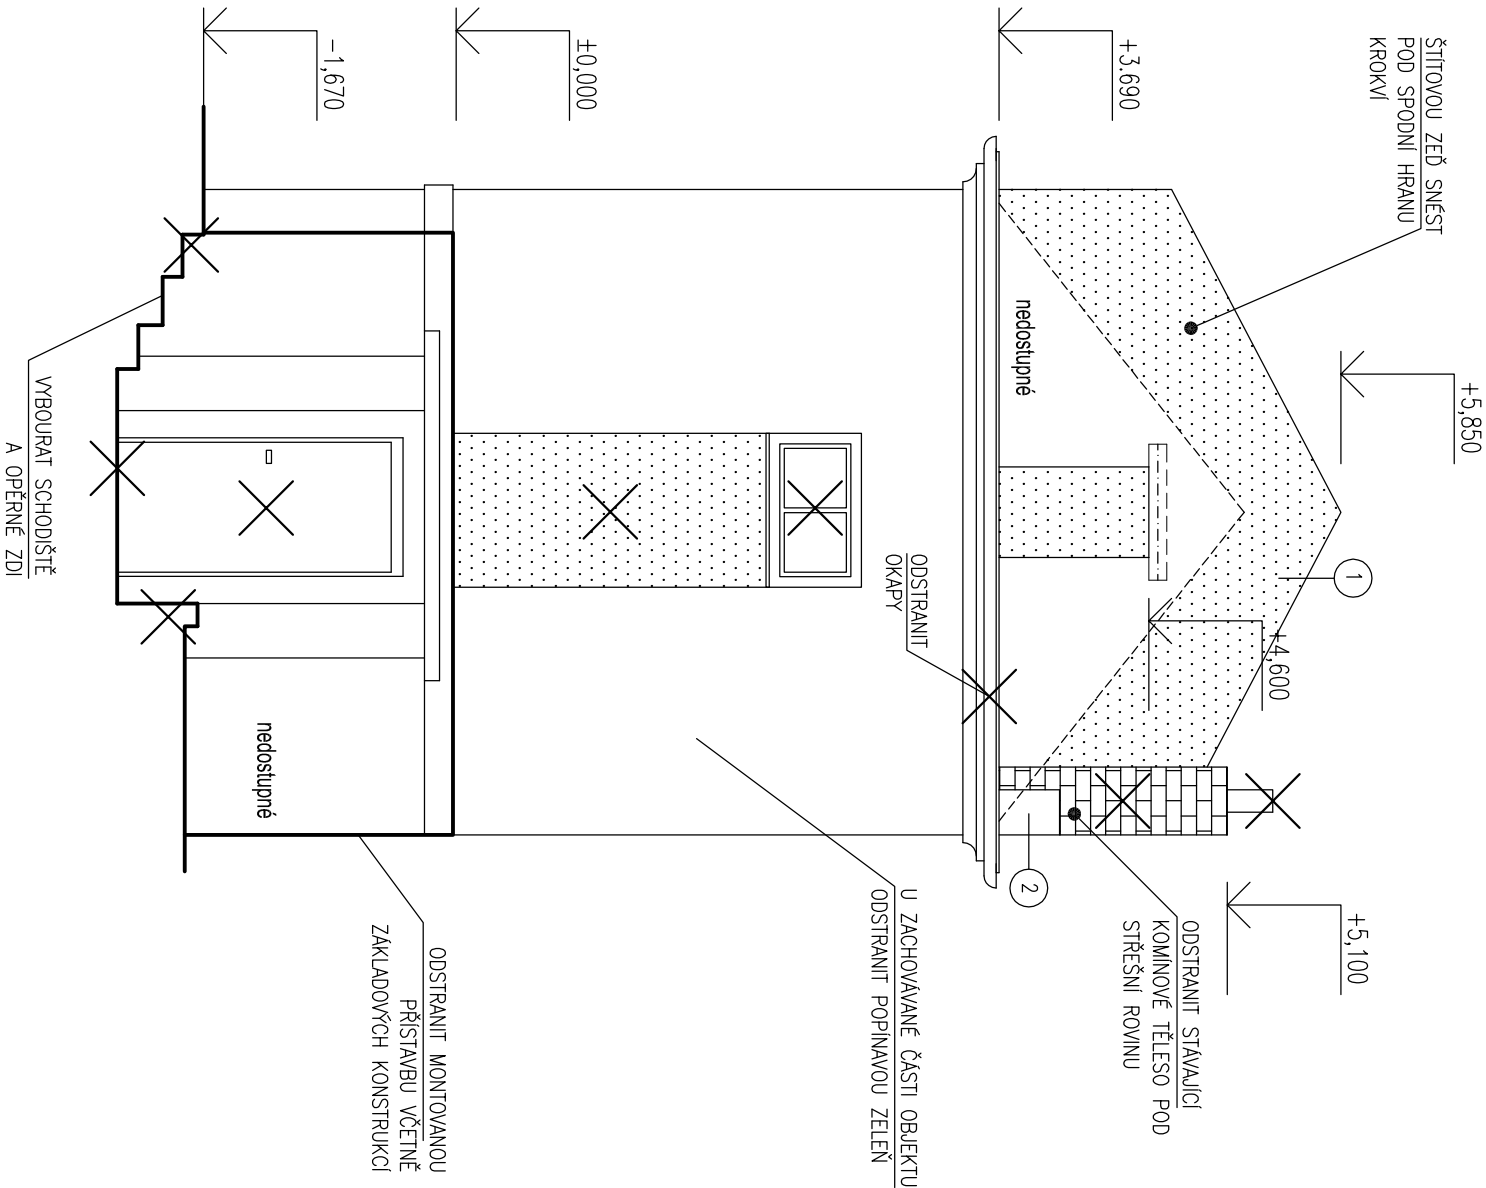 ŠTÍTOVOU ZEĎ SNÉST
POD SPODNÍ HRANU
KROKVÍ
+5,850
+5,100
1
+4,600
ODSTRANIT STÁVAJÍCÍ
KOMÍNOVÉ TĚLESO POD
STŘEŠNÍ ROVINU
+3.690
nedostupné
2
ODSTRANIT
OKAPY
U ZACHOVÁVANÉ ČÁSTI OBJEKTU
ODSTRANIT POPÍNAVOU ZELEŇ
±0,000
ODSTRANIT MONTOVANOU
PŘÍSTAVBU VČETNĚ
ZÁKLADOVÝCH KONSTRUKCÍ
-1,670
nedostupné
VYBOURAT SCHODIŠTĚ
A OPĚRNÉ ZDI